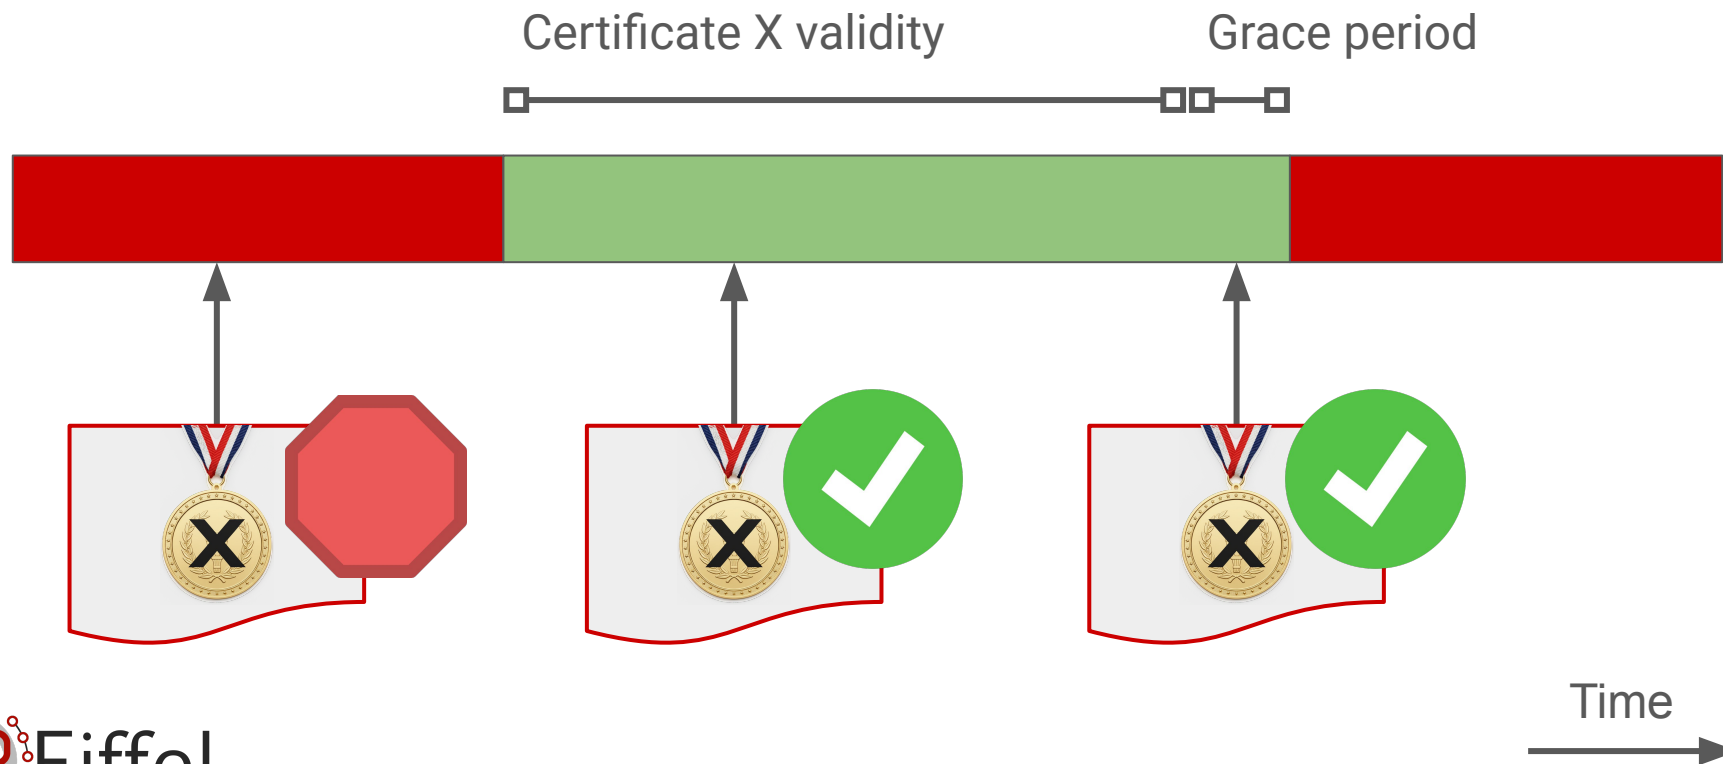 Certificate X validity
Grace period
X
X
X
Time
Eiffel